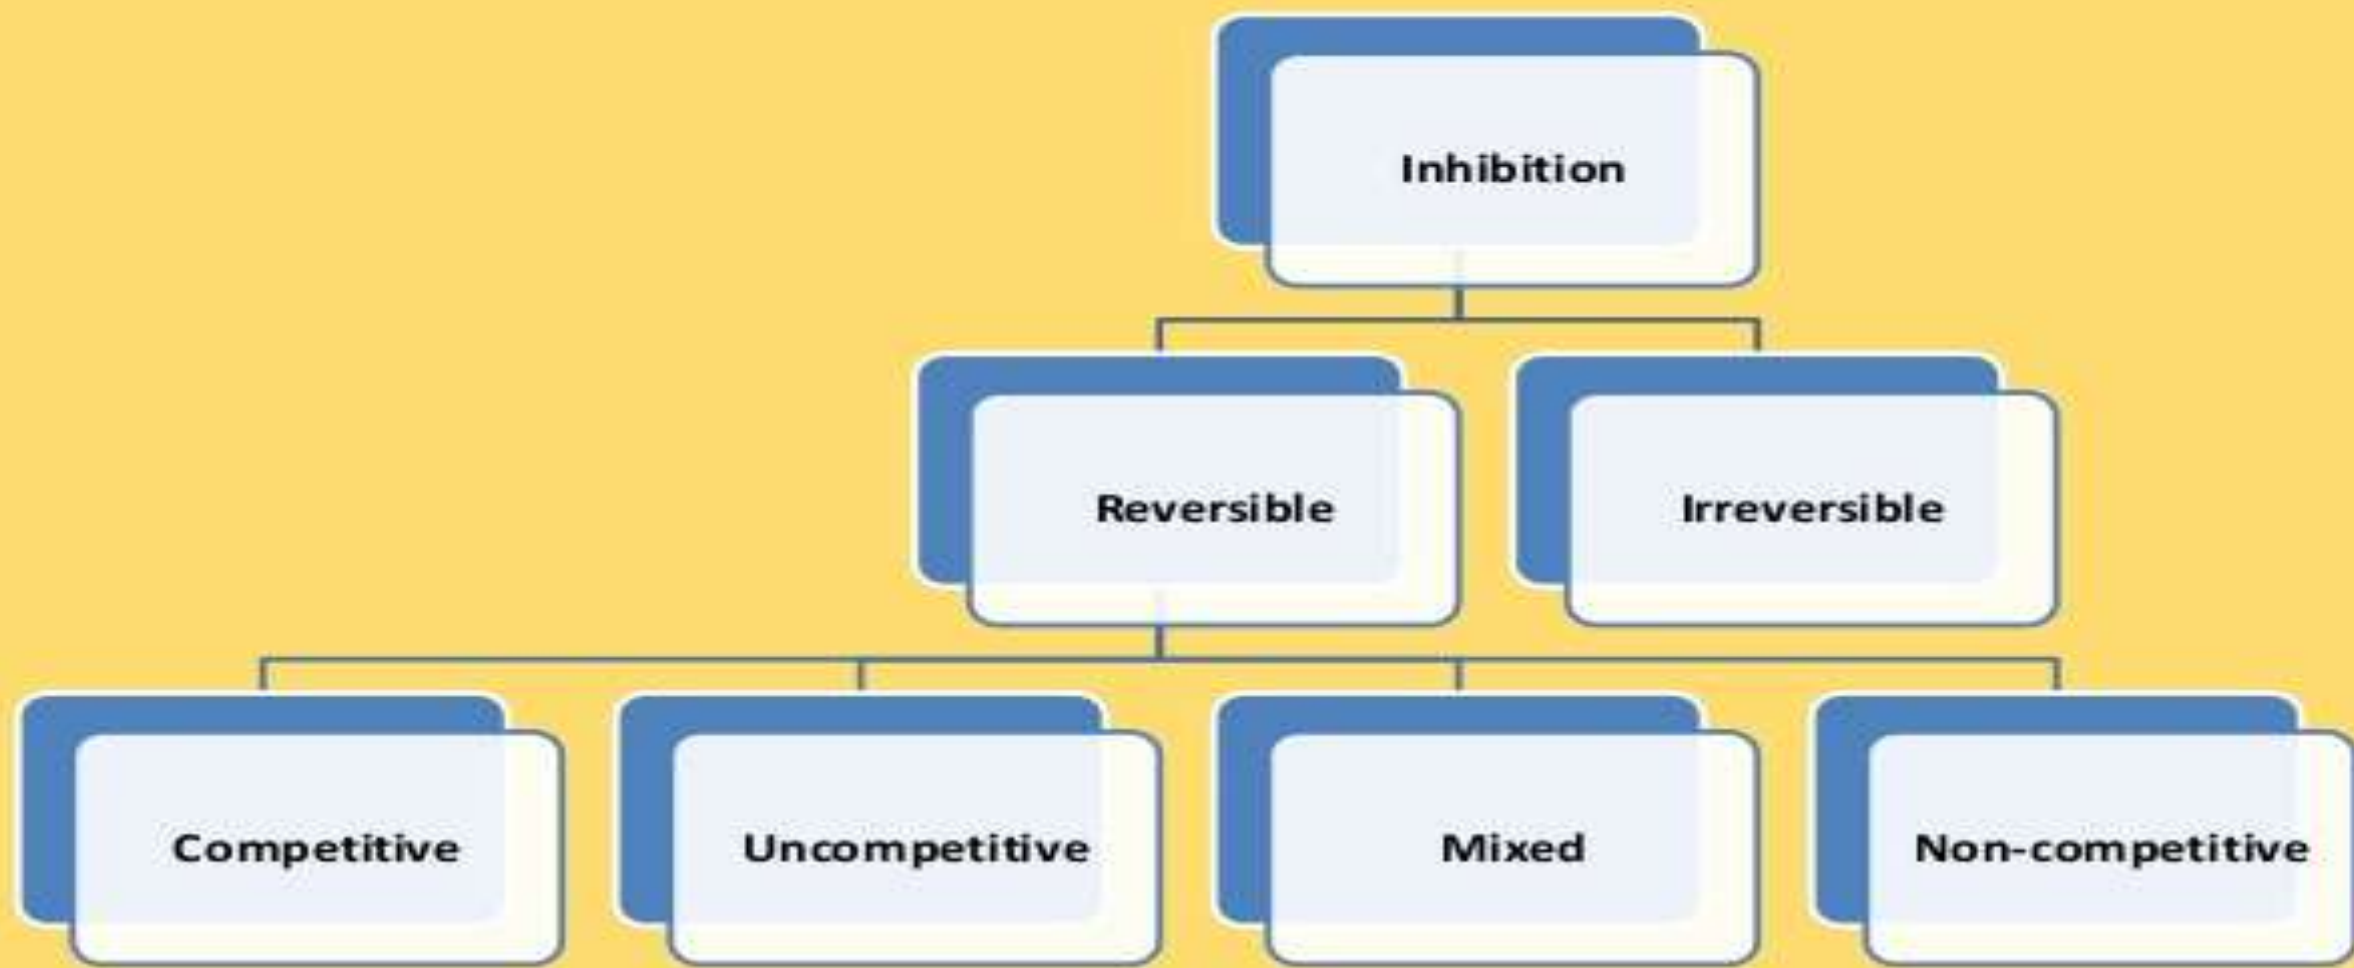 Inhibition
Reversible
Irreversible
Competitive
Uncompetitive
Mixed
Non-competitive